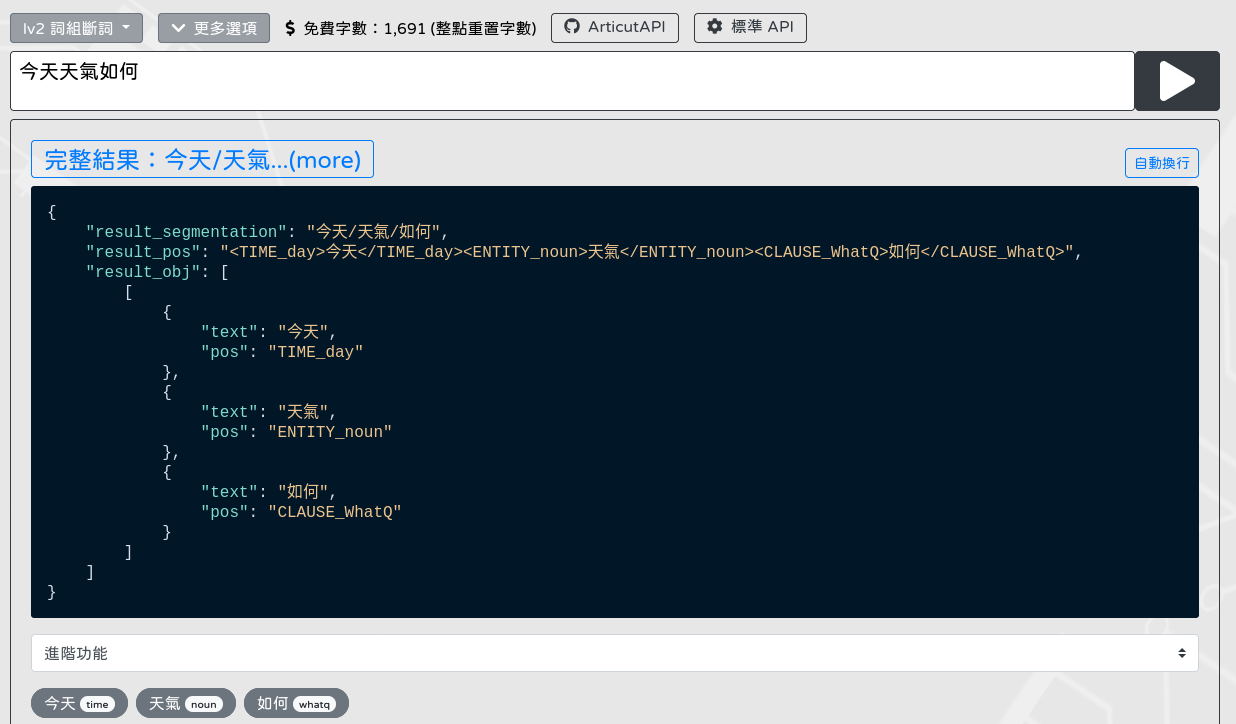 lv2 詞組斷詞 更多選項 $ 免費字數：1,691 (整點重置字數) ArticutAPI 標準 API
今天天氣如何
完整結果：今天/天氣...(more) 自動換行
{
    "result_segmentation": "今天/天氣/如何",
    "result_pos": "<TIME_day>今天</TIME_day><ENTITY_noun>天氣</ENTITY_noun><CLAUSE_WhatQ>如何</CLAUSE_WhatQ>",
    "result_obj": [
        [
            {
                "text": "今天",
                "pos": "TIME_day"
            },
            {
                "text": "天氣",
                "pos": "ENTITY_noun"
            },
            {
                "text": "如何",
                "pos": "CLAUSE_WhatQ"
            }
        ]
    ]
}
進階功能
今天 time 天氣 noun 如何 whatq